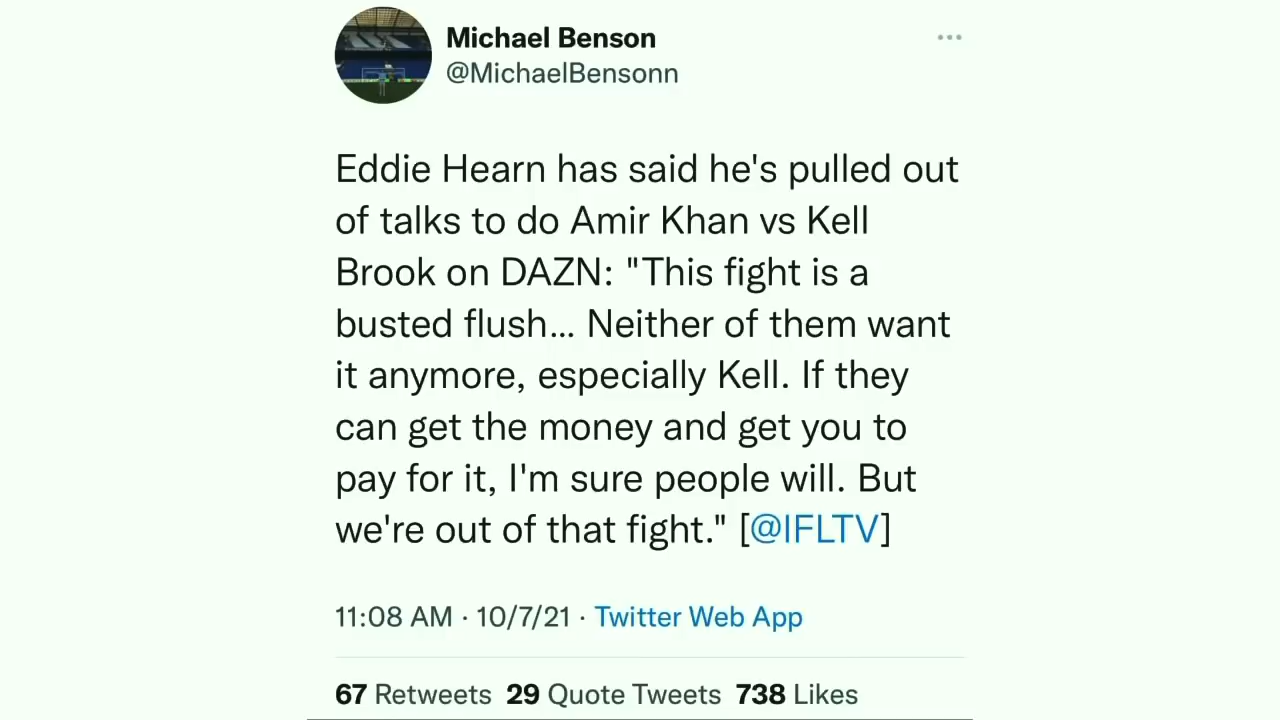 Michael Benson
@MichaelBensonn
Eddie Hearn has said he's pulled out
of talks to do Amir Khan vs Kell
Brook on DAZN: "This fight is a
busted flush... Neither of them want
it anymore, especially Kell. If they
can get the money and get you to
pay for it, I'm sure people will. But
we're out of that fight." [@IFLTV]
11:08 AM · 10/7/21 · Twitter Web App
67 Retweets 29 Quote Tweets 738 Likes